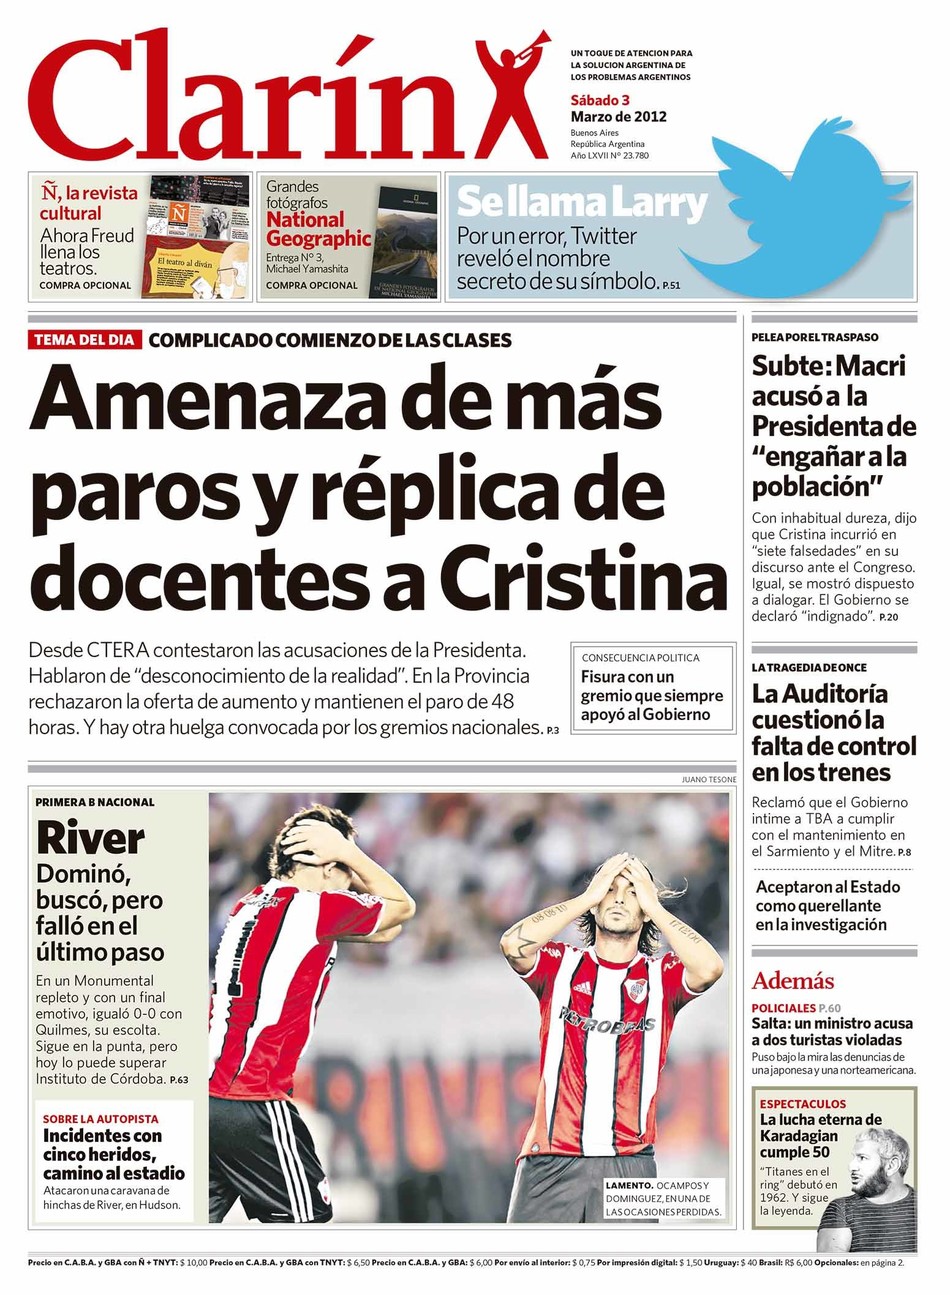 Clarín
UN TOQUE DE ATENCION PARA
LA SOLUCION ARGENTINA DE
LOS PROBLEMAS ARGENTINOS
Sábado 3
Marzo de 2012
Buenos Aires
República Argentina
Año LXVII Nº 23.780
Ñ, la revista
cultural
Ahora Freud
llena los
teatros.
COMPRA OPCIONAL
Ñ
El teatro al diván
Grandes
fotógrafos
National
Geographic
Entrega Nº 3,
Michael Yamashita
COMPRA OPCIONAL
GRANDES FOTOGRAFOS DE NATIONAL GEOGRAPHIC
MICHAEL YAMASHITA
Se llama Larry
Por un error, Twitter
reveló el nombre
secreto de su símbolo. P.51
TEMA DEL DIA COMPLICADO COMIENZO DE LAS CLASES
Amenaza de más
paros y réplica de
docentes a Cristina
Desde CTERA contestaron las acusaciones de la Presidenta.
Hablaron de “desconocimiento de la realidad”. En la Provincia
rechazaron la oferta de aumento y mantienen el paro de 48
horas. Y hay otra huelga convocada por los gremios nacionales. P.3
CONSECUENCIA POLITICA
Fisura con un
gremio que siempre
apoyó al Gobierno
PELEA POR EL TRASPASO
Subte: Macri
acusó a la
Presidenta de
“engañar a la
población”
Con inhabitual dureza, dijo
que Cristina incurrió en
“siete falsedades” en su
discurso ante el Congreso.
Igual, se mostró dispuesto
a dialogar. El Gobierno se
declaró “indignado”. P.20
LA TRAGEDIA DE ONCE
La Auditoría
cuestionó la
falta de control
en los trenes
Reclamó que el Gobierno
intime a TBA a cumplir
con el mantenimiento en
el Sarmiento y el Mitre. P.8
Aceptaron al Estado
como querellante
en la investigación
JUANO TESONE
PRIMERA B NACIONAL
River
Dominó,
buscó, pero
falló en el
último paso
En un Monumental
repleto y con un final
emotivo, igualó 0-0 con
Quilmes, su escolta.
Sigue en la punta, pero
hoy lo puede superar
Instituto de Córdoba. P.63
SOBRE LA AUTOPISTA
Incidentes con
cinco heridos,
camino al estadio
Atacaron una caravana de
hinchas de River, en Hudson.
PETROBRAS
LAMENTO. OCAMPOS Y
DOMINGUEZ, EN UNA DE
LAS OCASIONES PERDIDAS.
Además
POLICIALES P.60
Salta: un ministro acusa
a dos turistas violadas
Puso bajo la mira las denuncias de
una japonesa y una norteamericana.
ESPECTACULOS
La lucha eterna de
Karadagian
cumple 50
“Titanes en el
ring” debutó en
1962. Y sigue
la leyenda.
Precio en C.A.B.A. y GBA con Ñ + TNYT: $ 10,00 Precio en C.A.B.A. y GBA con TNYT: $ 6,50 Precio en C.A.B.A. y GBA: $ 6,00 Por envío al interior: $ 0,75 Por impresión digital: $ 1,50 Uruguay: $ 40 Brasil: R$ 6,00 Opcionales: en página 2.